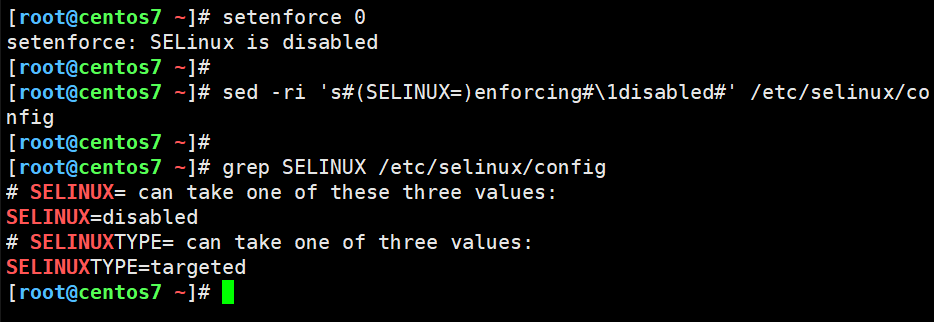 [root@centos7 ~]# setenforce 0
setenforce: SELinux is disabled
[root@centos7 ~]#
[root@centos7 ~]# sed -ri 's#(SELINUX=)enforcing#\1disabled#' /etc/selinux/co
nfig
[root@centos7 ~]#
[root@centos7 ~]# grep SELINUX /etc/selinux/config
# SELINUX= can take one of these three values:
SELINUX=disabled
# SELINUXTYPE= can take one of three values:
SELINUXTYPE=targeted
[root@centos7 ~]#